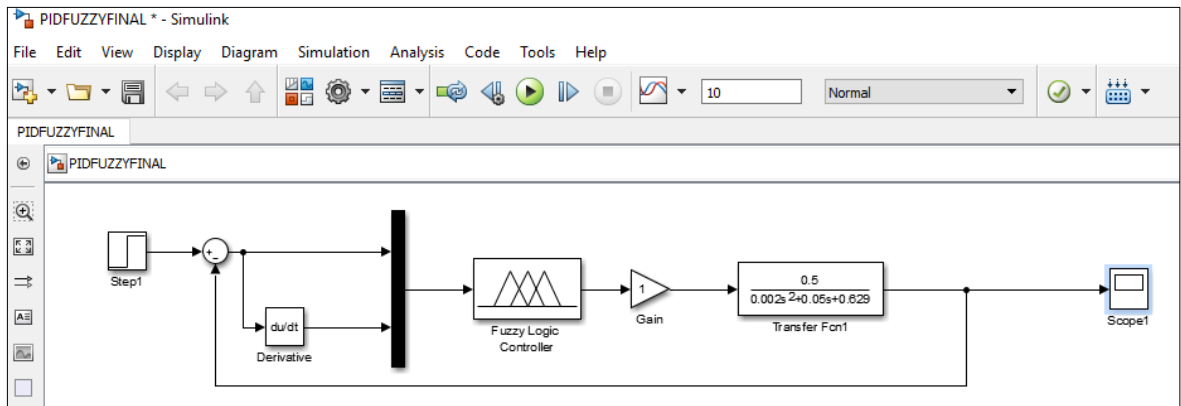 PIDFUZZYFINAL * - Simulink
File Edit View Display Diagram Simulation Analysis Code Tools Help
10 Normal
PIDFUZZYFINAL
PIDFUZZYFINAL
Step1
+
-
du/dt
Derivative
Fuzzy Logic
Controller
1
Gain
0.5
0.002s²+0.05s+0.629
Transfer Fcn1
Scope1